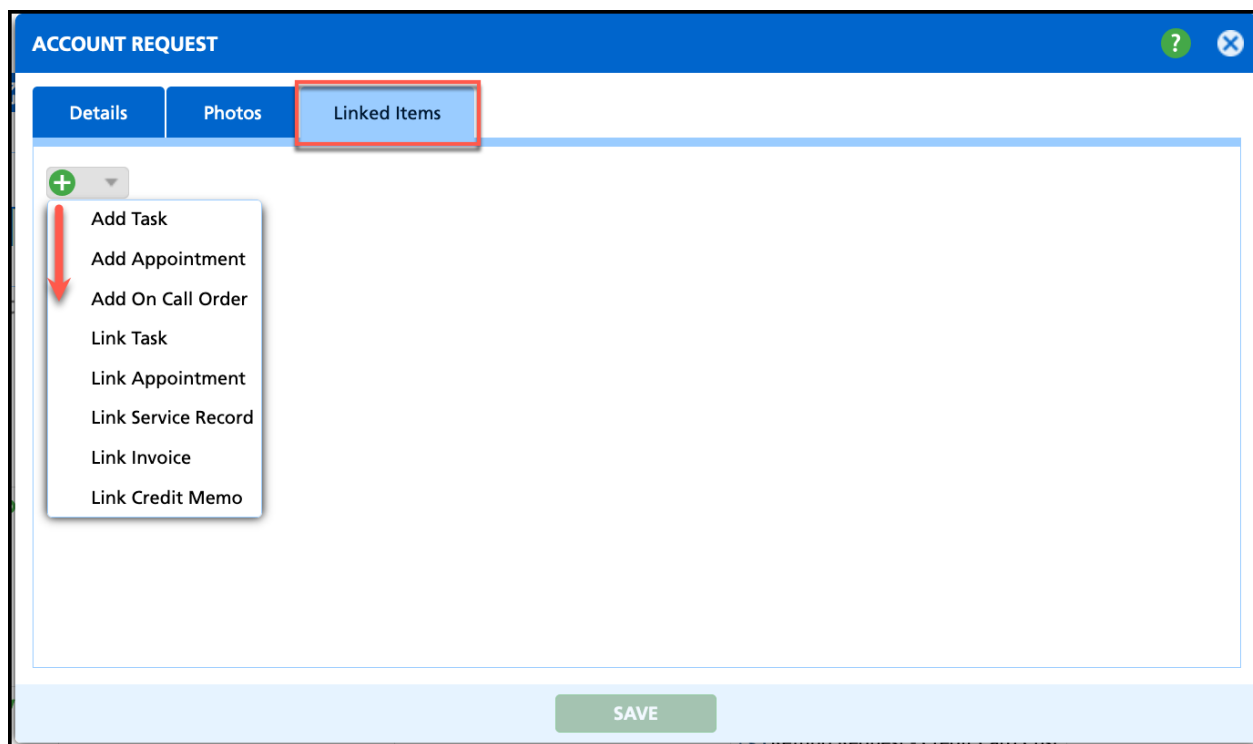 ACCOUNT REQUEST
?
Details Photos Linked Items
Add Task
Add Appointment
Add On Call Order
Link Task
Link Appointment
Link Service Record
Link Invoice
Link Credit Memo
SAVE